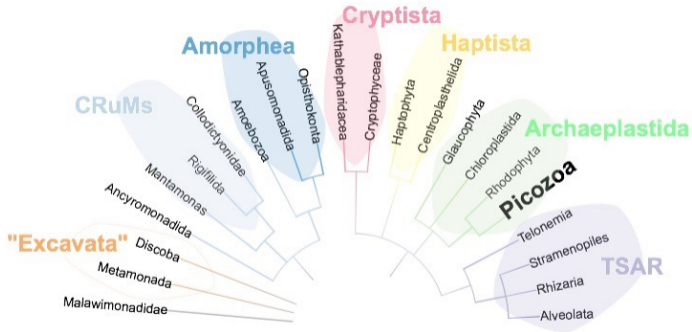 Cryptista
Amorphea
Haptista
CRuMs
Archaeplastida
"Excavata"
TSAR
Malawimonadidae
Metamonada
Discoba
Ancyromonadida
Mantamonas
Rigifilida
Collodictyonidae
Amoebozoa
Apusomonadida
Opisthokonta
Kathablepharidacea
Cryptophyceae
Haptophyta
Centroplasthelida
Glaucophyta
Chloroplastida
Rhodophyta
Picozoa
Telonemia
Stramenopiles
Rhizaria
Alveolata